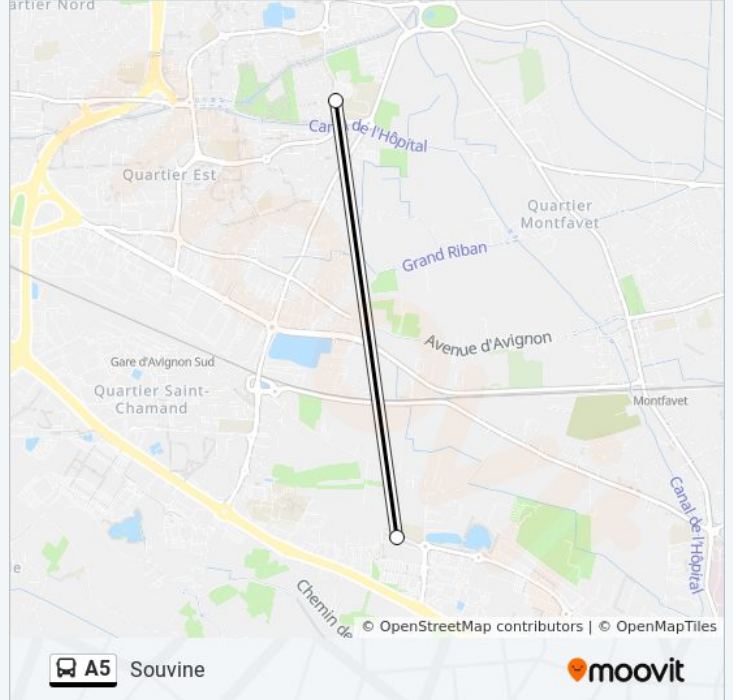 artier Nord
Canal de l'Hôpital
Quartier Est
Quartier
Montfavet
Grand Riban
Avenue d'Avignon
Gare d'Avignon Sud
Quartier Saint-
Chamand
Montfavet
Canal de l'Hôpital
e
Chemin de
© OpenStreetMap contributors | © OpenMapTiles
A5 Souvine
moovit